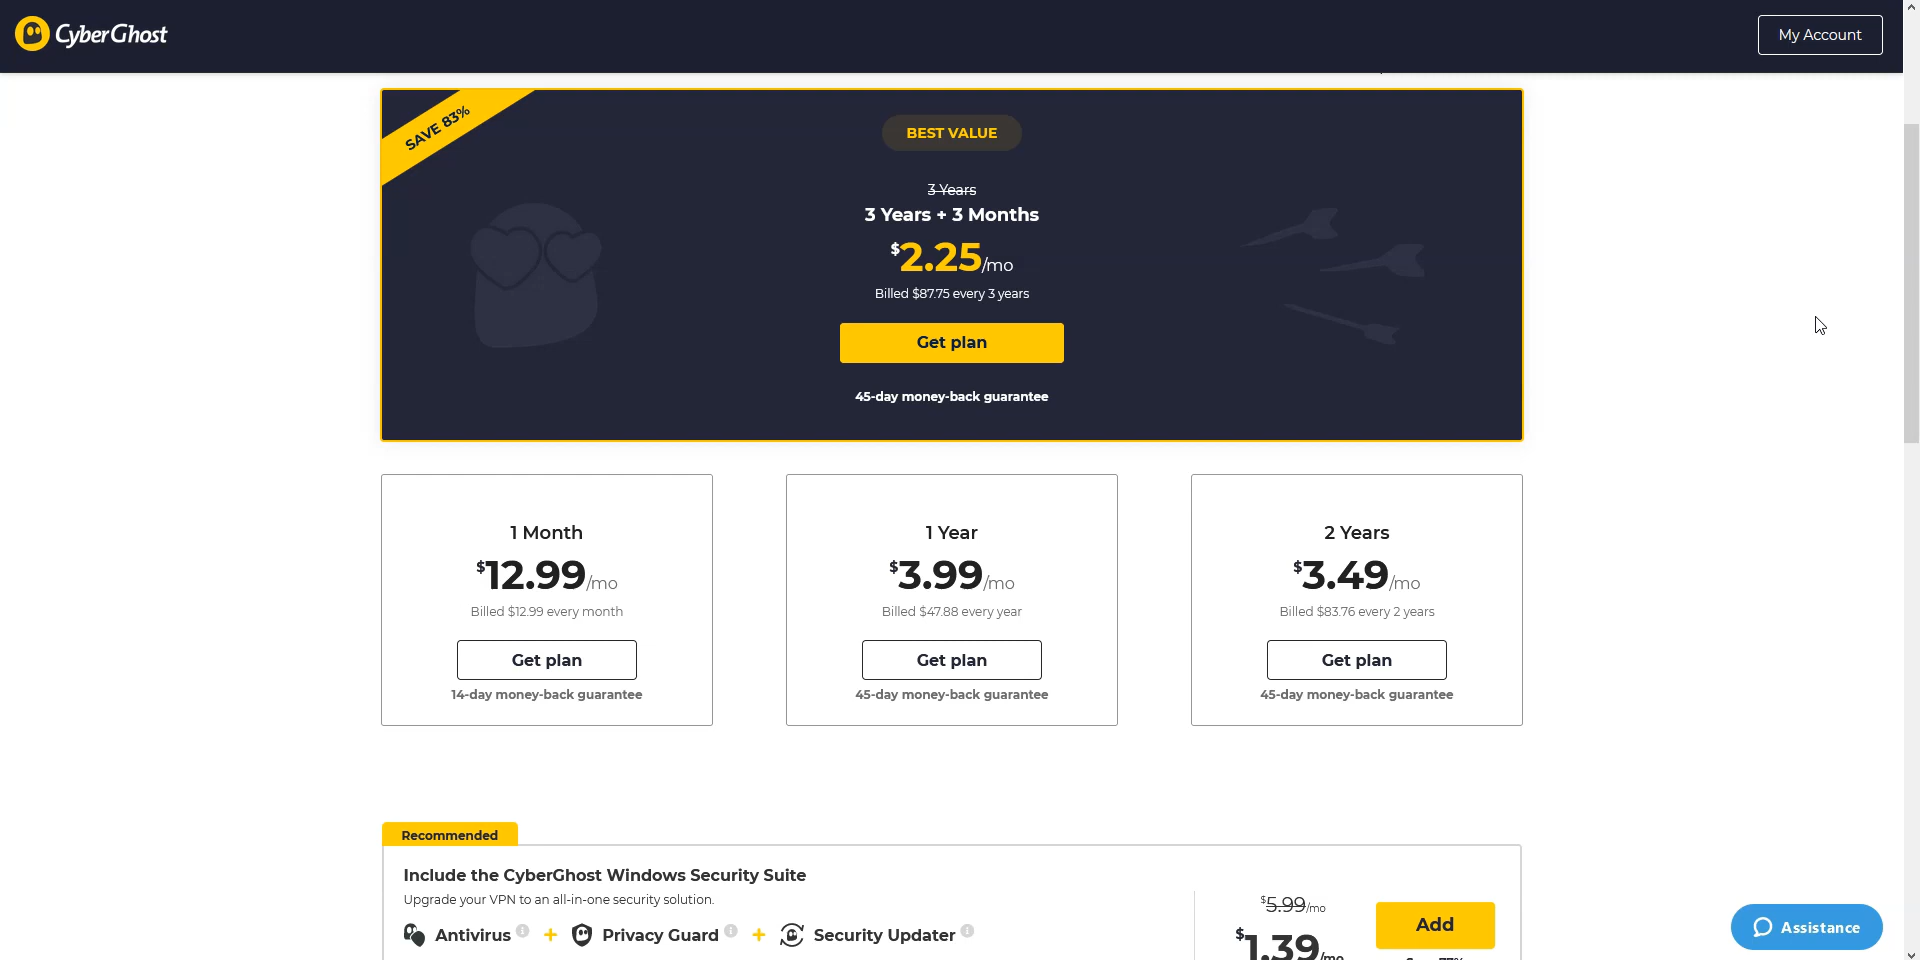 CyberGhost
My Account
SAVE 83%
BEST VALUE
3 Years
3 Years + 3 Months
$2.25/mo
Billed $87.75 every 3 years
Get plan
45-day money-back guarantee
1 Month
$12.99/mo
Billed $12.99 every month
Get plan
14-day money-back guarantee
1 Year
$3.99/mo
Billed $47.88 every year
Get plan
45-day money-back guarantee
2 Years
$3.49/mo
Billed $83.76 every 2 years
Get plan
45-day money-back guarantee
Recommended
Include the CyberGhost Windows Security Suite
Upgrade your VPN to an all-in-one security solution.
Antivirus + Privacy Guard + Security Updater
$5.99/mo
$1.39/mo
Add
Assistance